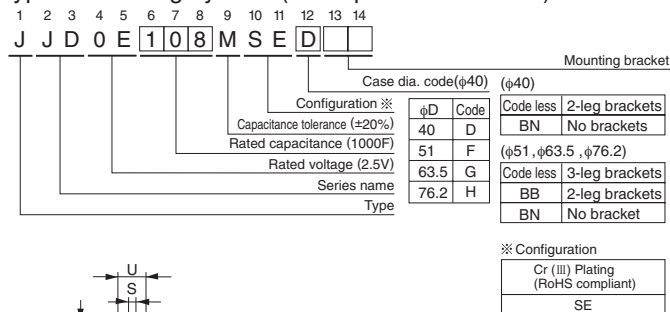 1 2 3 4 5 6 7 8 9 10 11 12 13 14
J J D 0 E 1 0 8 M S E D
Mounting bracket
Case dia. code(φ40)
Configuration ※
Capacitance tolerance (±20%)
Rated capacitance (1000F)
Rated voltage (2.5V)
Series name
Type
φD Code
40 D
51 F
63.5 G
76.2 H
(φ40)
Code less 2-leg brackets
BN No brackets
(φ51,φ63.5 ,φ76.2)
Code less 3-leg brackets
BB 2-leg brackets
BN No bracket
※Configuration
Cr (Ⅲ) Plating
(RoHS compliant)
SE
U
S